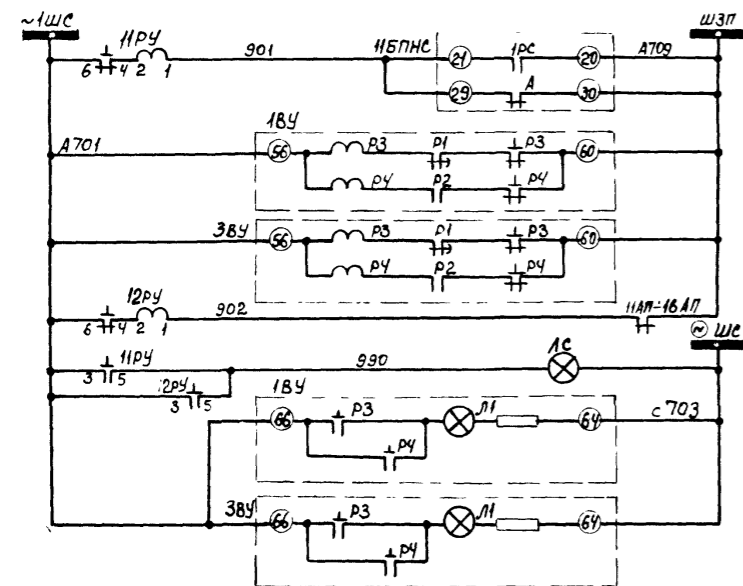 ~1ШС ШЗП
11РУ 901 11БПНС 21 1РС 20 А709
6 4 2 1
29 А 30
1ВУ
А701 56 Р3 Р1 Р3 60
Р4 Р2 Р4
3ВУ 56 Р3 Р1 Р3 60
Р4 Р2 Р4
12РУ 902 11АП-18АП
6 4 2 1
~ ШС
11РУ 990 ЛС
3 5
12РУ
3 5
1ВУ
66 Р3 Л1 64 С703
Р4
3ВУ 66 Р3 Л1 64
Р4